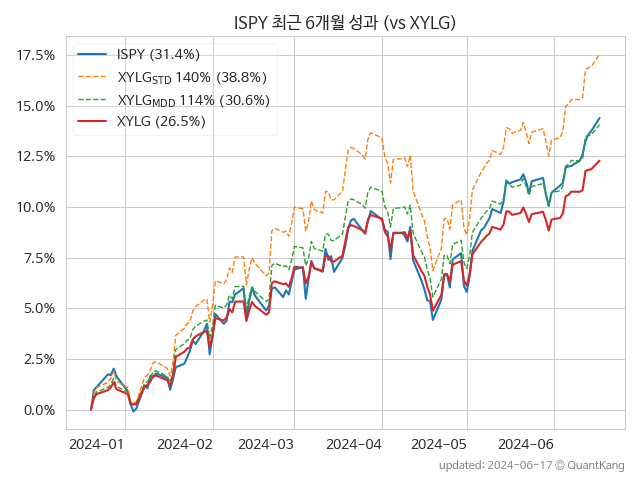 ISPY 최근 6개월 성과 (vs XYLG)
ISPY (31.4%)
XYLG_STD 140% (38.8%)
XYLG_MDD 114% (30.6%)
XYLG (26.5%)
17.5%
15.0%
12.5%
10.0%
7.5%
5.0%
2.5%
0.0%
2024-01 2024-02 2024-03 2024-04 2024-05 2024-06
updated: 2024-06-17 © QuantKang